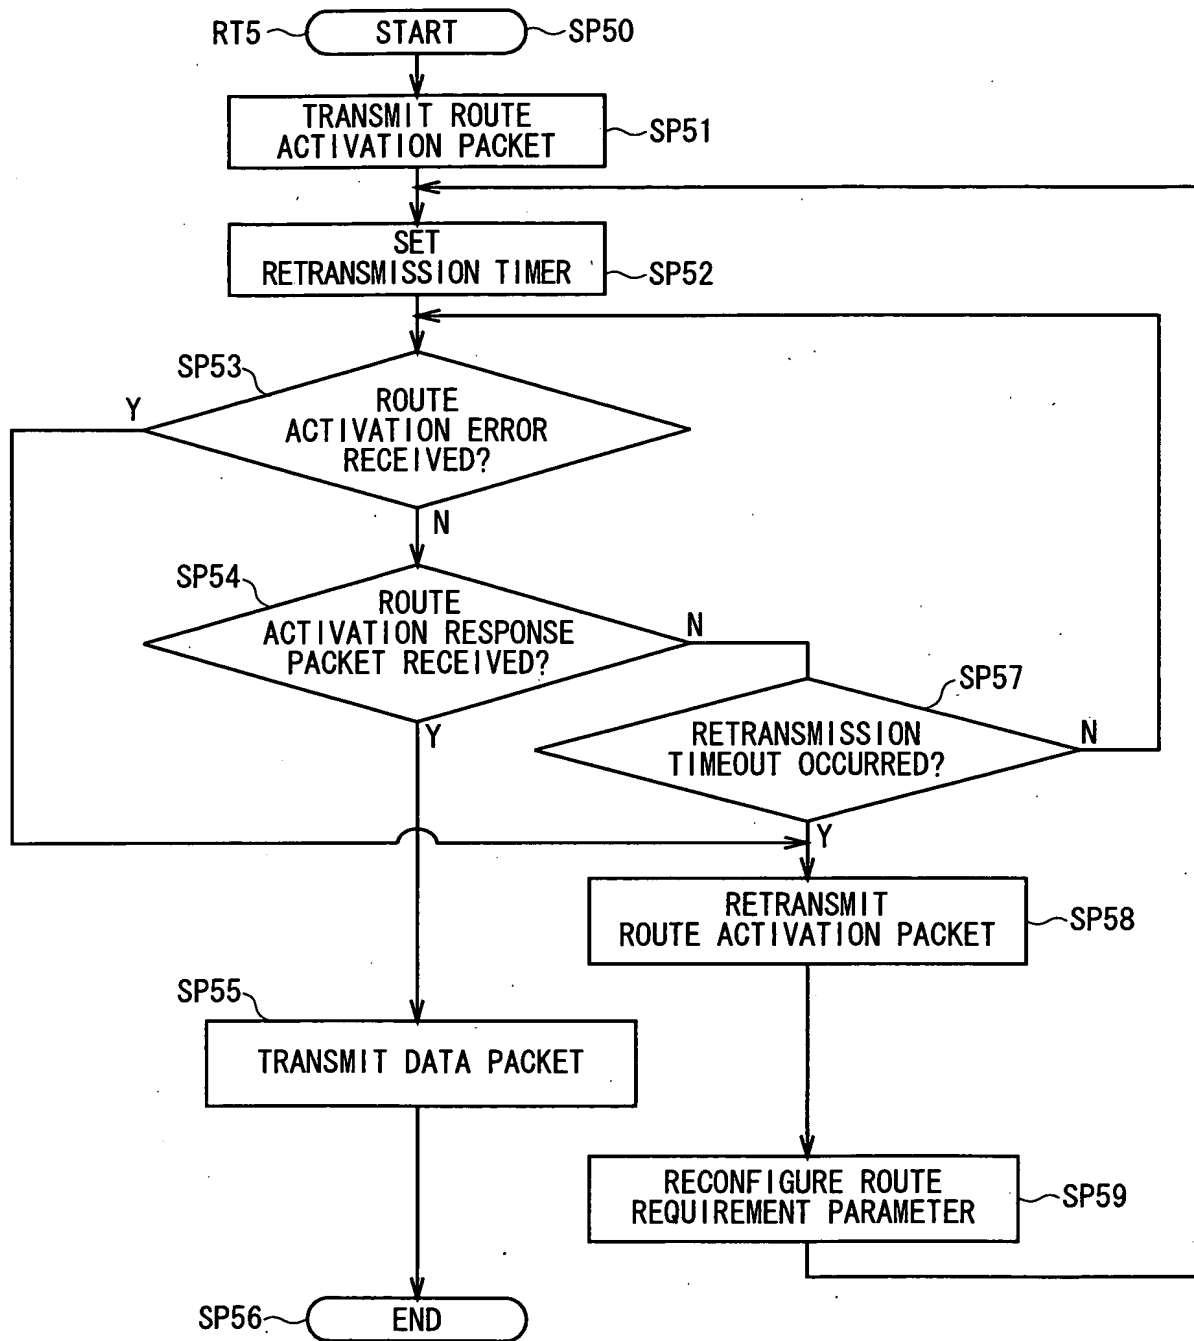 RT5 START SP50
TRANSMIT ROUTE
ACTIVATION PACKET
SP51
SET
RETRANSMISSION TIMER
SP52
SP53
Y
ROUTE
ACTIVATION ERROR
RECEIVED?
N
SP54
ROUTE
ACTIVATION RESPONSE
PACKET RECEIVED?
N
Y
SP57
RETRANSMISSION
TIMEOUT OCCURRED?
N
Y
RETRANSMIT
ROUTE ACTIVATION PACKET
SP58
SP55
TRANSMIT DATA PACKET
RECONFIGURE ROUTE
REQUIREMENT PARAMETER
SP59
SP56 END